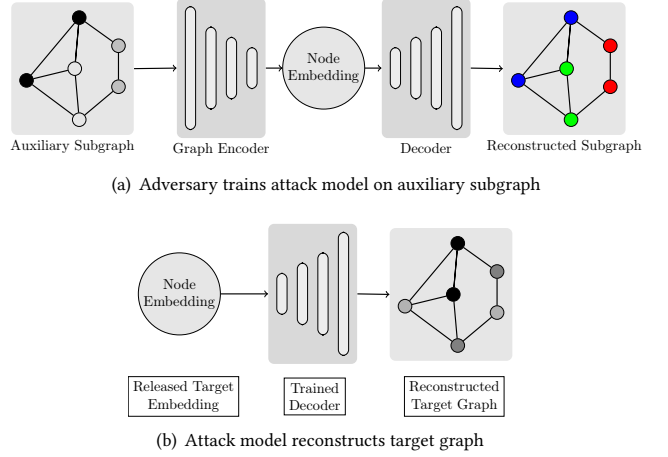 Node
Embedding
Auxiliary Subgraph
Graph Encoder
Decoder
Reconstructed Subgraph
(a) Adversary trains attack model on auxiliary subgraph
Node
Embedding
Released Target
Embedding
Trained
Decoder
Reconstructed
Target Graph
(b) Attack model reconstructs target graph